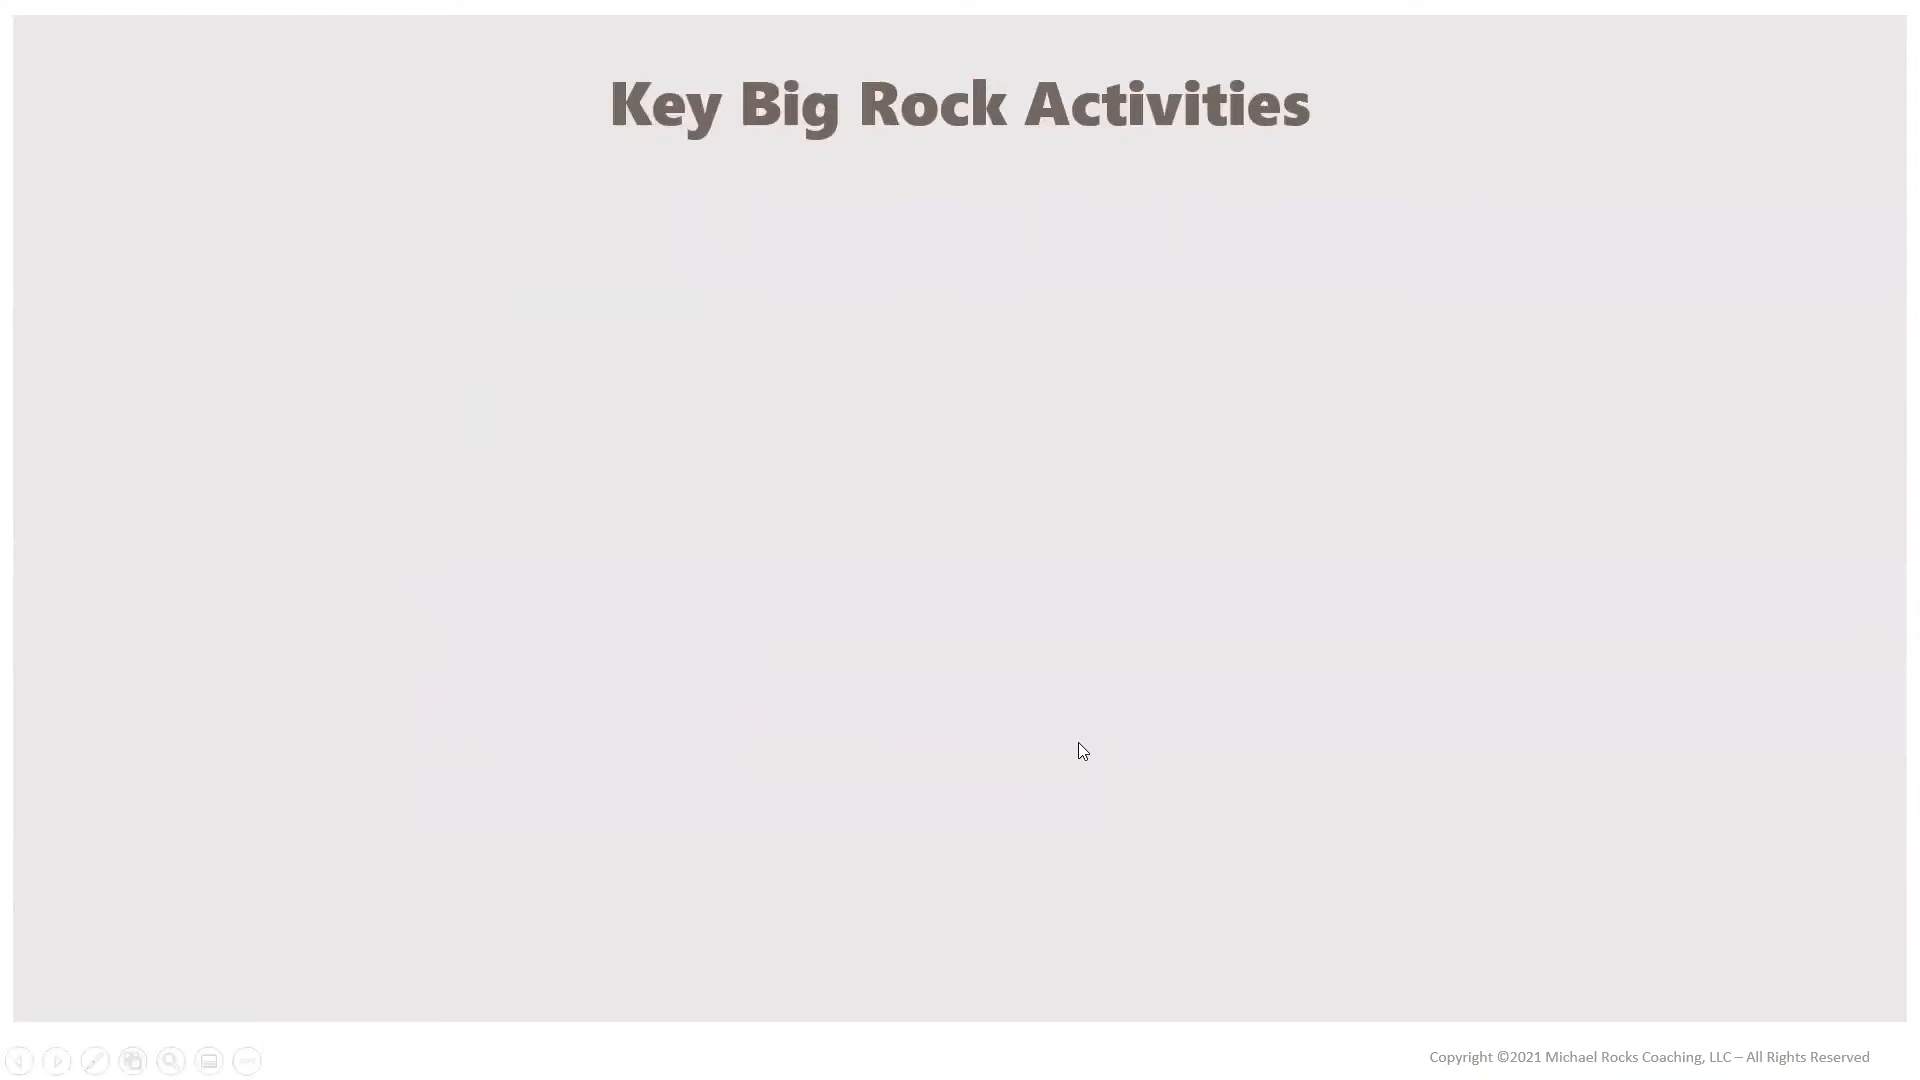 Key Big Rock Activities
Copyright ©2021 Michael Rocks Coaching, LLC – All Rights Reserved